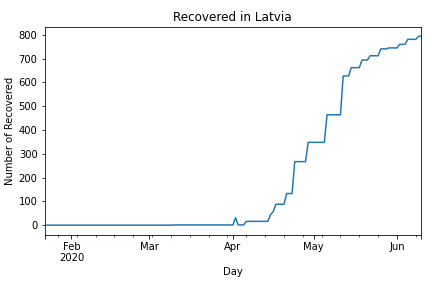 Recovered in Latvia
Number of Recovered
800
700
600
500
400
300
200
100
0
Feb
2020
Mar
Apr
May
Jun
Day